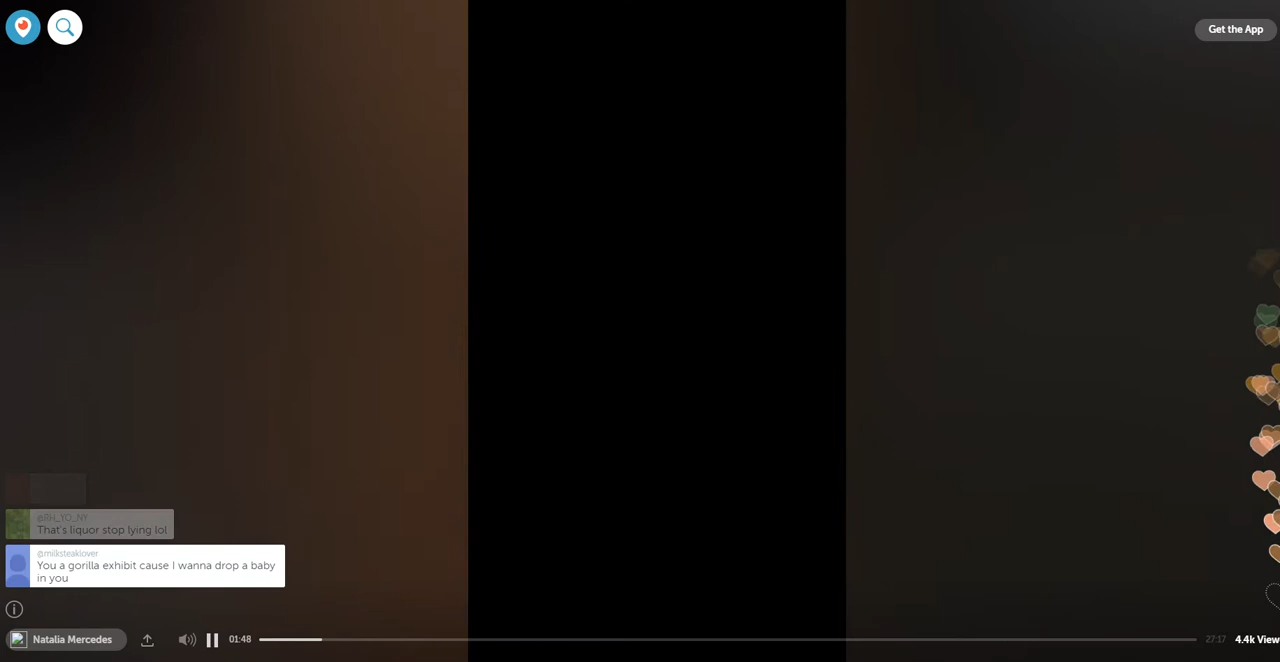 Get the App
@RH_YO_NY
That's liquor stop lying lol
@milksteaklover
You a gorilla exhibit cause I wanna drop a baby
in you
Natalia Mercedes
01:48
27:17
4.4k View